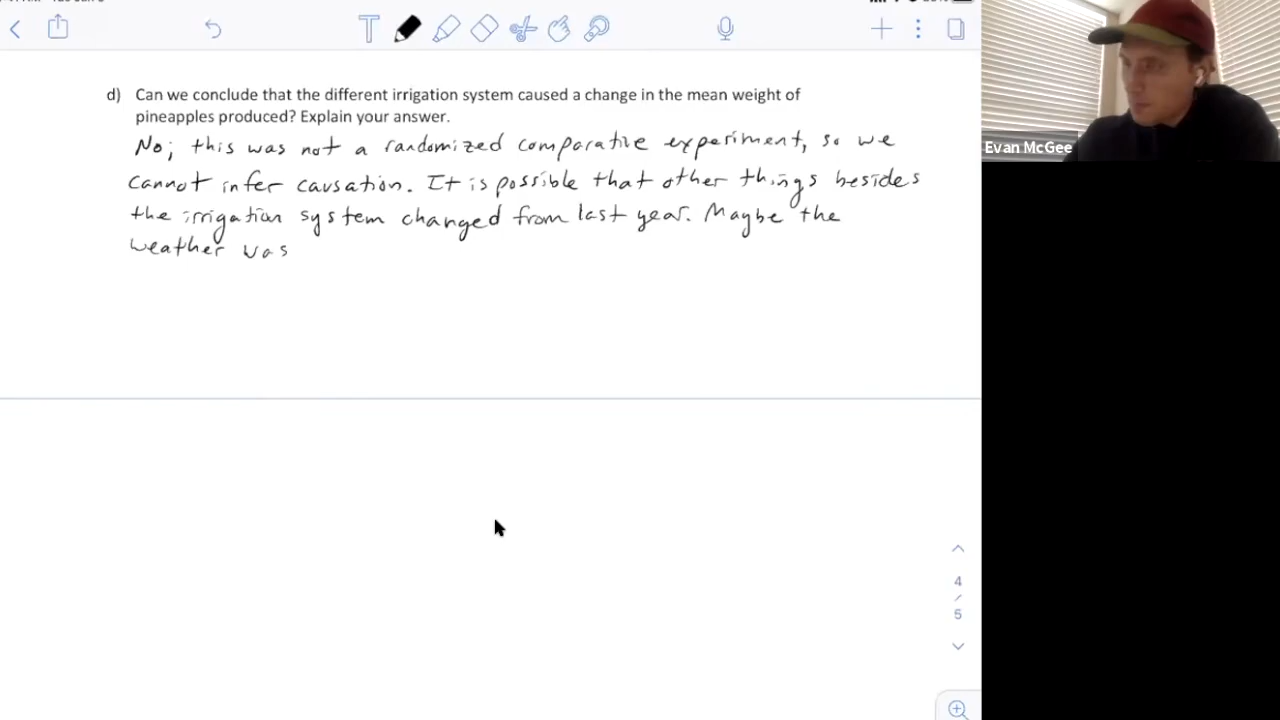 d) Can we conclude that the different irrigation system caused a change in the mean weight of
pineapples produced? Explain your answer.
No; this was not a randomized comparative experiment, so we
cannot infer causation. It is possible that other things besides
the irrigation system changed from last year. Maybe the
weather was
Evan McGee
4
/
5